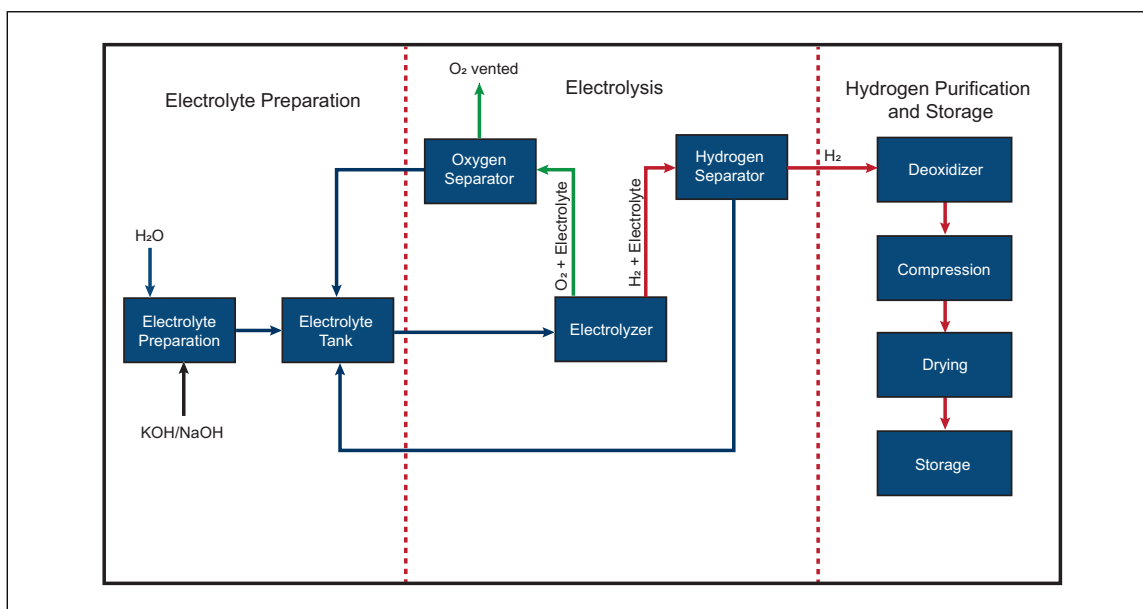 Electrolyte Preparation
H₂O
Electrolyte
Preparation
KOH/NaOH
Electrolyte
Tank
Electrolysis
O₂ vented
Oxygen
Separator
O₂ + Electrolyte
H₂ + Electrolyte
Electrolyzer
Hydrogen
Separator
H₂
Hydrogen Purification
and Storage
Deoxidizer
Compression
Drying
Storage